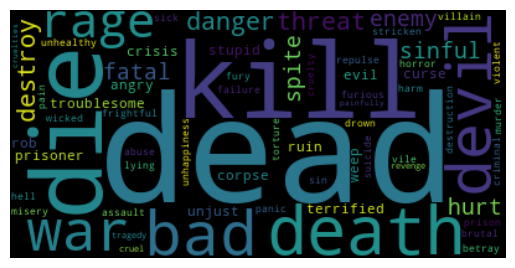 rage
sick
danger
threat
enemy
villain
cruelties
unhealthy
crisis
stupid
spite
stricken
sinful
destroy
die
fatal
angry
fury
kill
repulse
horror
evil
curse
devil
violent
pain
troublesome
failure
cruelty
furious
painfully
harm
wicked
frightful
dead
drown
destruction
murder
rob
abuse
unhappiness
torture
ruin
suicide
criminal
prisoner
lying
corpse
weep
vile
revenge
hell
sin
hurt
misery
assault
unjust
panic
terrified
prison
war
bad
death
brutal
tragedy
cruel
betray